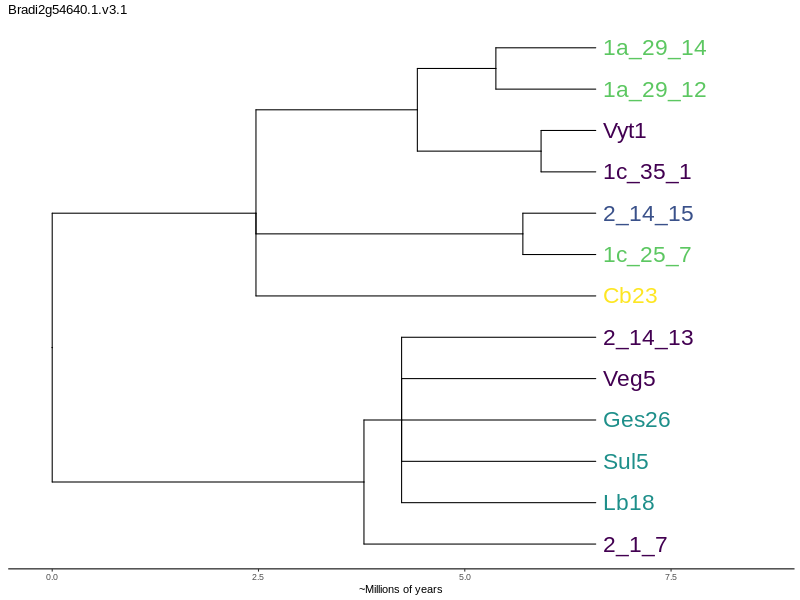 Bradi2g54640.1.v3.1
1a_29_14
1a_29_12
Vyt1
1c_35_1
2_14_15
1c_25_7
Cb23
2_14_13
Veg5
Ges26
Sul5
Lb18
2_1_7
0.0 2.5 5.0 7.5
~Millions of years